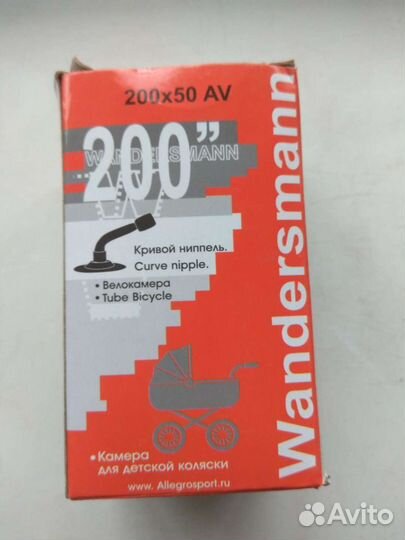 200x50 AV
200”
WANDERSMANN
Кривой ниппель.
Curve nipple.
• Велокамера
• Tube Bicycle
Wandersmann
• Камера
для детской коляски
www. Allegrosport.ru
Avito